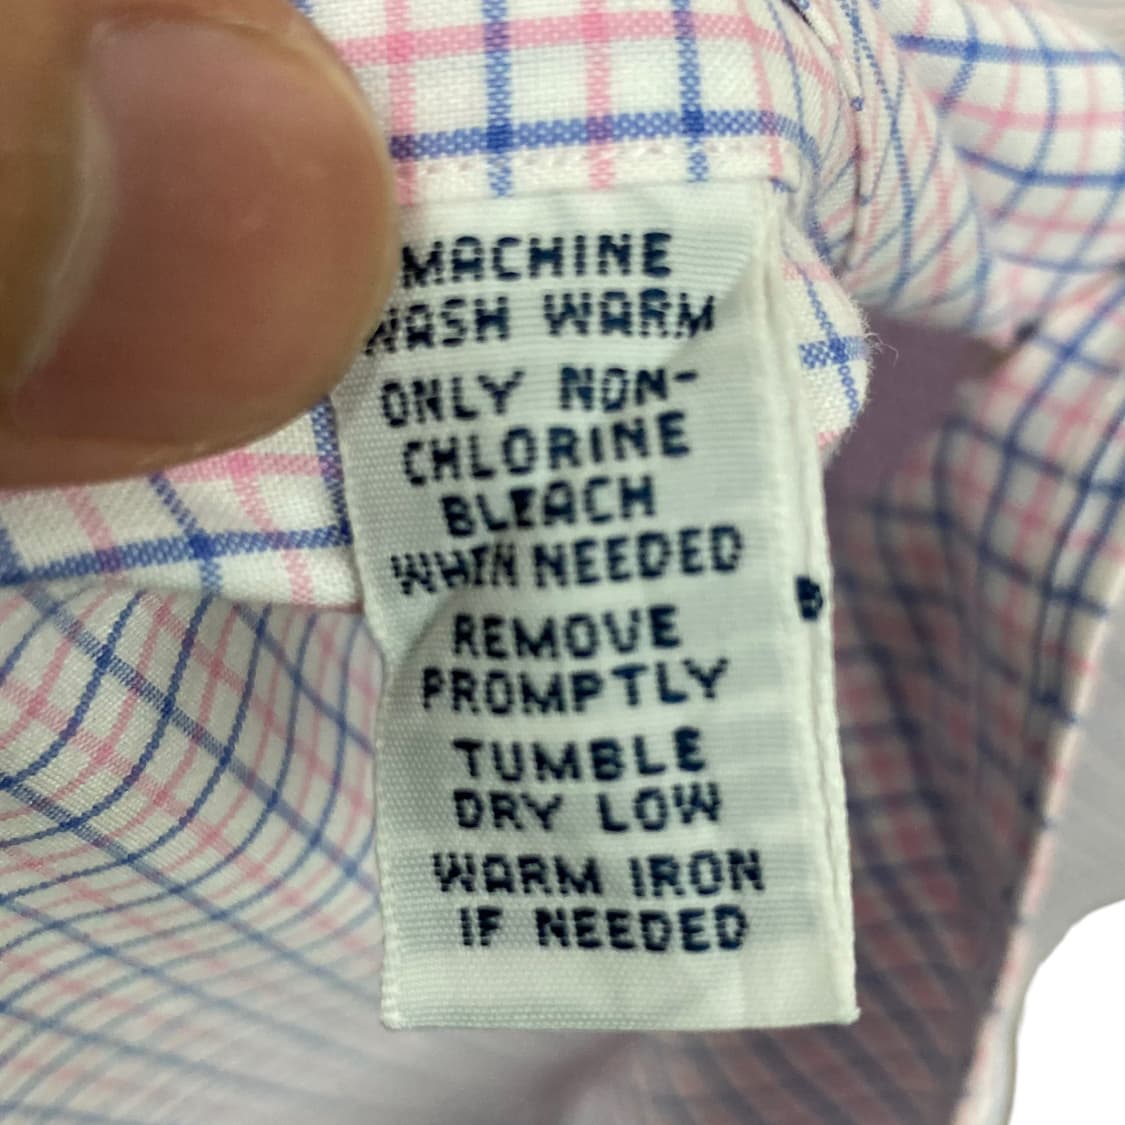 MACHINE
WASH WARM
ONLY NON-
CHLORINE
BLEACH
WHEN NEEDED
REMOVE
PROMPTLY
TUMBLE
DRY LOW
WARM IRON
IF NEEDED